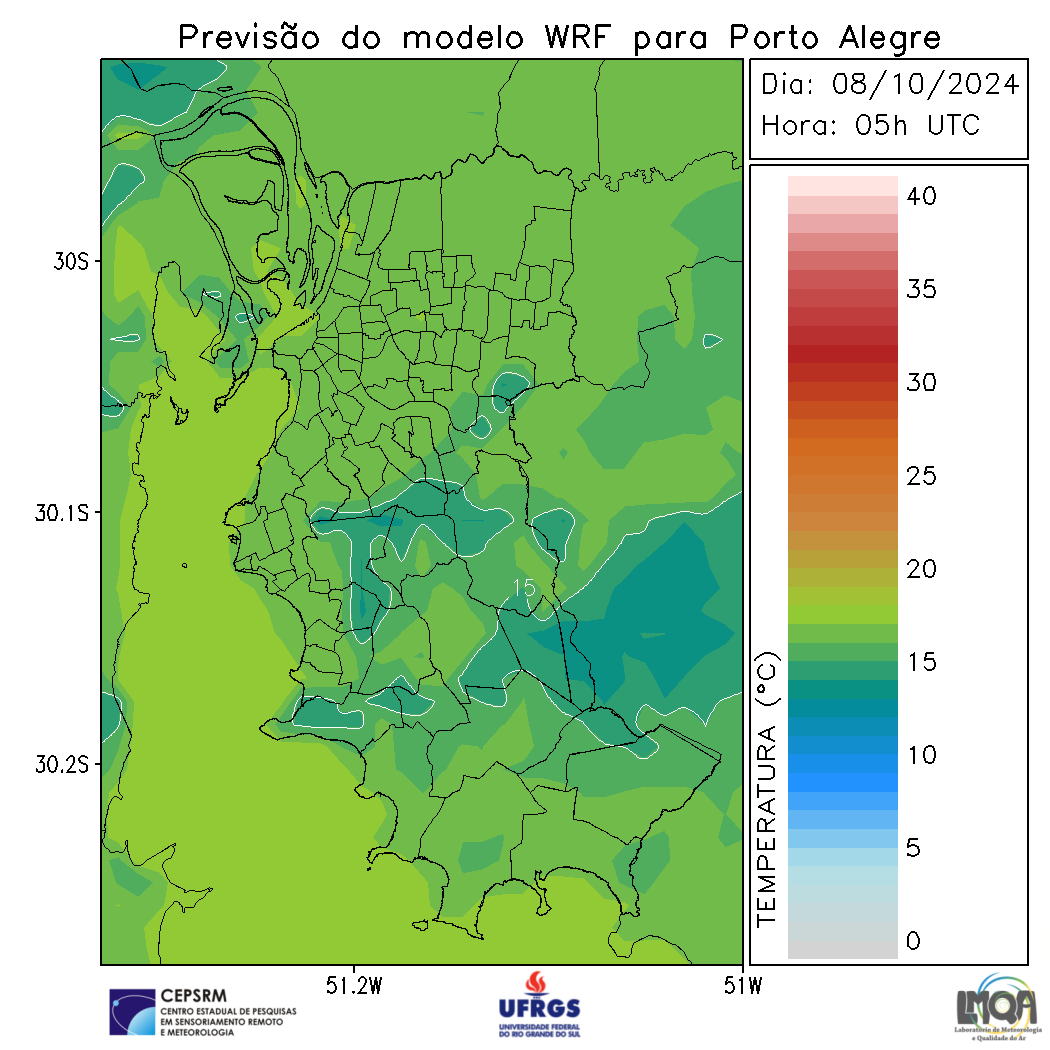 Previsão do modelo WRF para Porto Alegre
Dia: 08/10/2024
Hora: 05h UTC
30S
30.1S
30.2S
51.2W
51W
15
TEMPERATURA (°C)
40
35
30
25
20
15
10
5
0
CEPSRM
CENTRO ESTADUAL DE PESQUISAS
EM SENSORIAMENTO REMOTO
E METEOROLOGIA
UFRGS
UNIVERSIDADE FEDERAL
DO RIO GRANDE DO SUL
LMQA
Laboratório de Meteorologia
e Qualidade do Ar